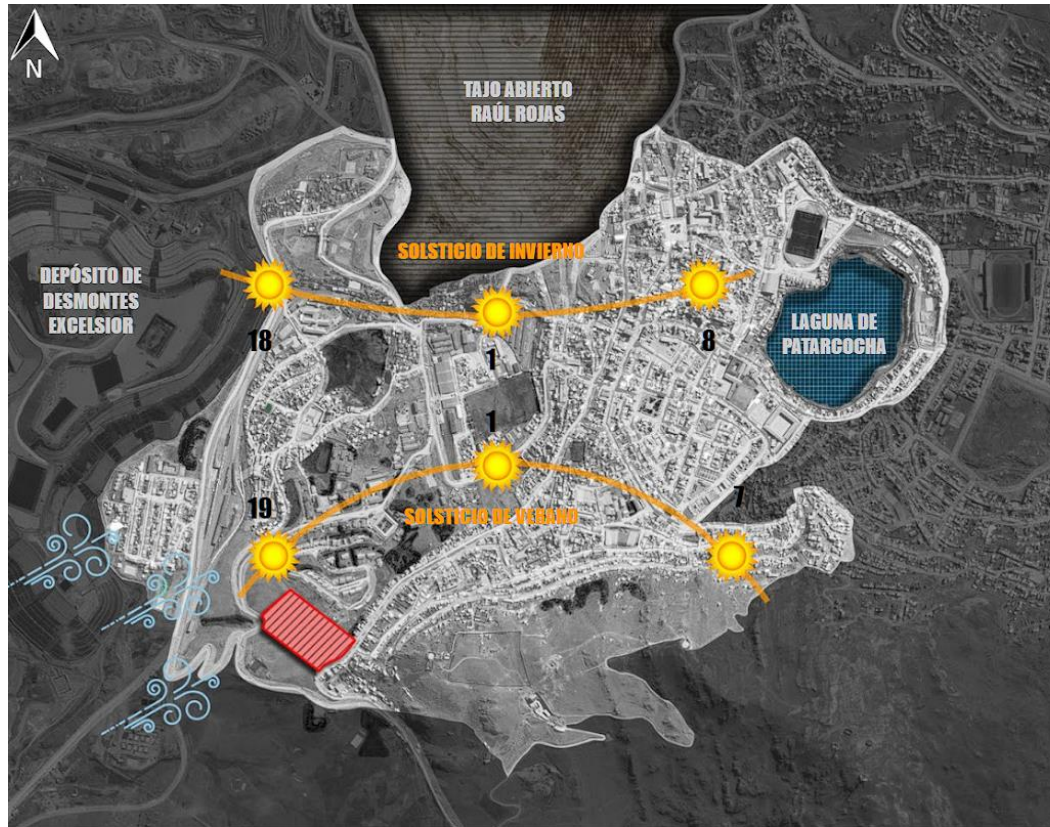 N
TAJO ABIERTO
RAÚL ROJAS
SOLSTICIO DE INVIERNO
DEPÓSITO DE
DESMONTES
EXCELSIOR
18
1
8
LAGUNA DE
PATARCOCHA
1
19
7
SOLSTICIO DE VERANO